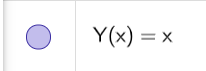 Y(x) = x